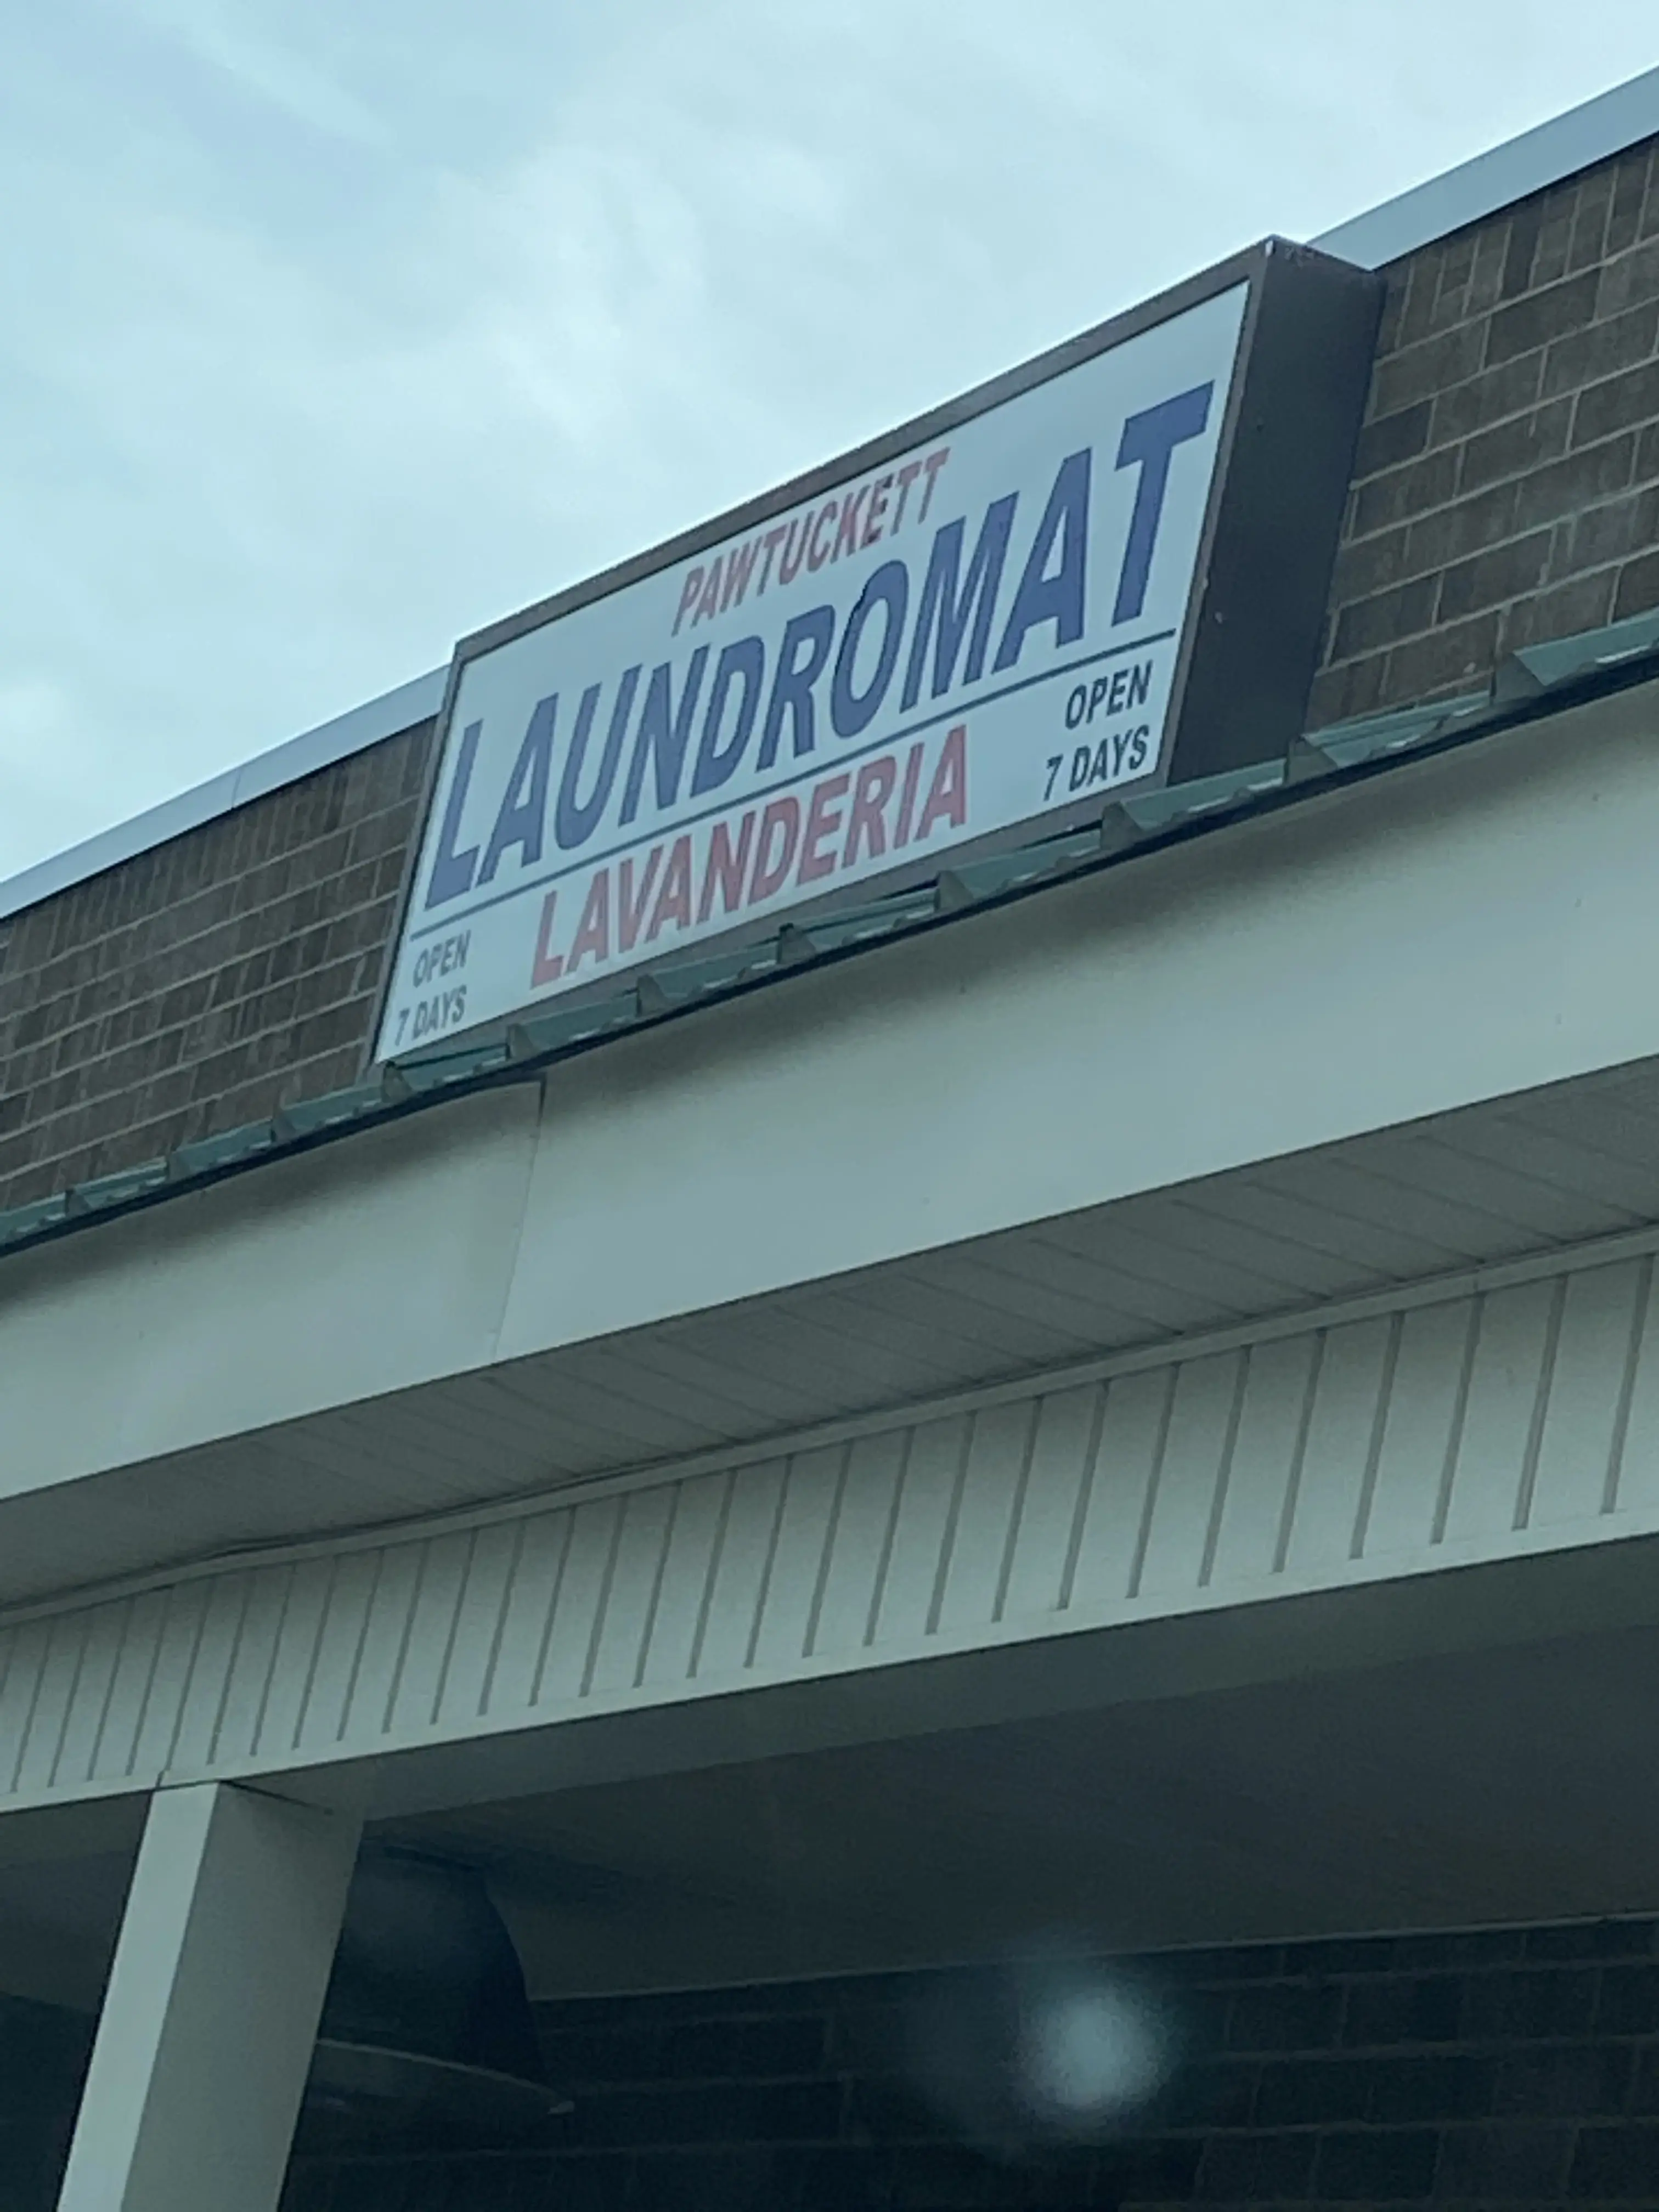 PAWTUCKETT
LAUNDROMAT
OPEN
7 DAYS
LAVANDERIA
OPEN
7 DAYS